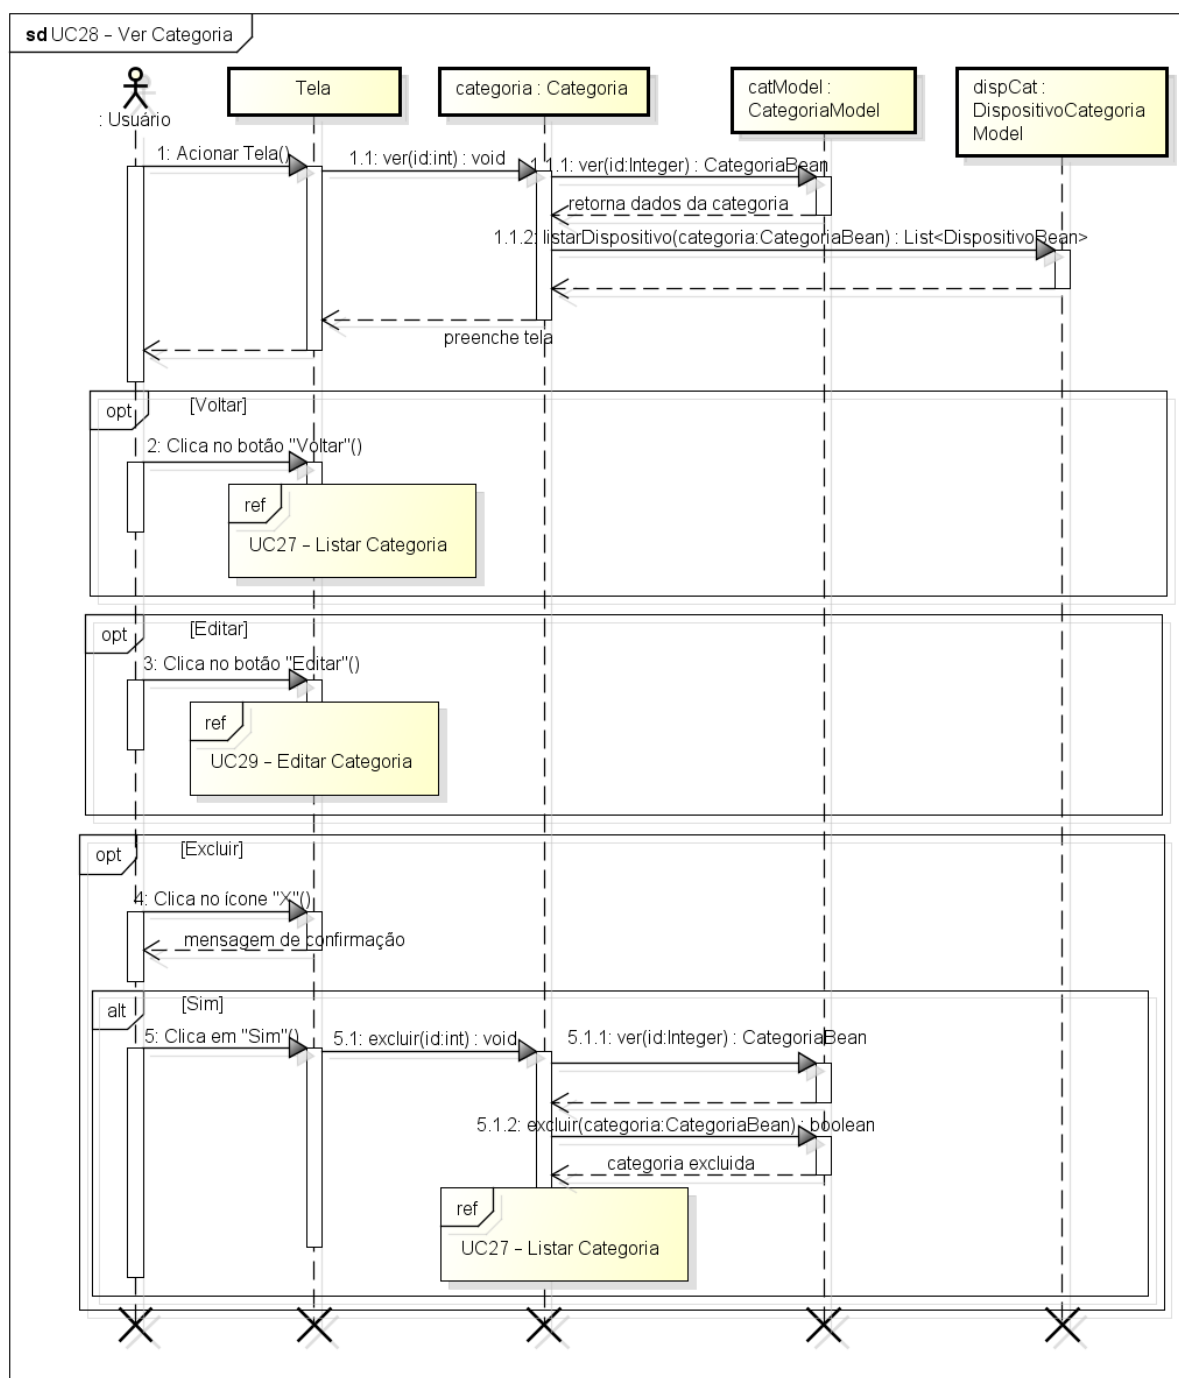 sd UC28 – Ver Categoria
: Usuário
Tela
categoria : Categoria
catModel :
CategoriaModel
dispCat :
DispositivoCategoria
Model
1: Acionar Tela()
1.1: ver(id:int) : void
1.1.1: ver(id:Integer) : CategoriaBean
retorna dados da categoria
1.1.2: listarDispositivo(categoria:CategoriaBean) : List<DispositivoBean>
preenche tela
opt
[Voltar]
2: Clica no botão "Voltar"()
ref
UC27 – Listar Categoria
opt
[Editar]
3: Clica no botão "Editar"()
ref
UC29 – Editar Categoria
opt
[Excluir]
4: Clica no ícone "X"()
mensagem de confirmação
alt
[Sim]
5: Clica em "Sim"()
5.1: excluir(id:int) : void
5.1.1: ver(id:Integer) : CategoriaBean
5.1.2: excluir(categoria:CategoriaBean) : boolean
categoria excluida
ref
UC27 – Listar Categoria